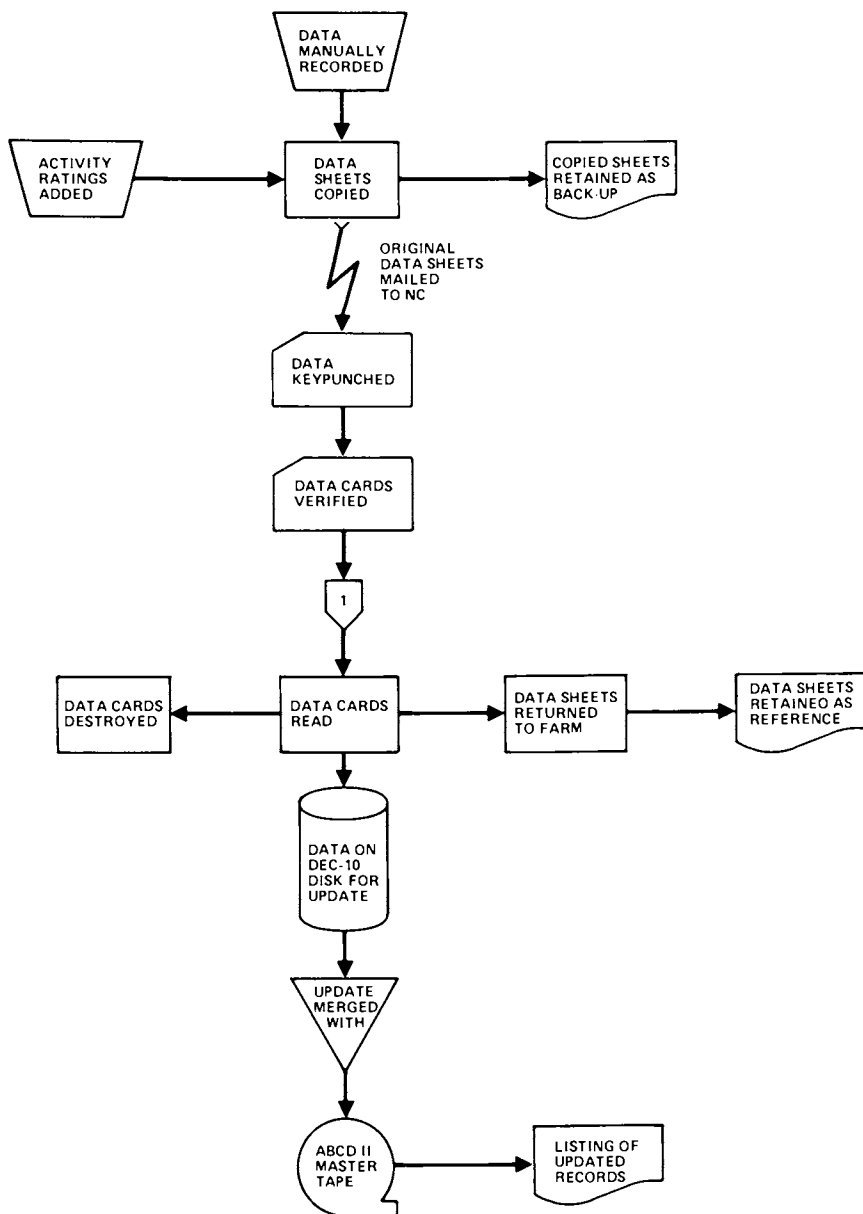 DATA
MANUALLY
RECORDED
ACTIVITY
RATINGS
ADDED
DATA
SHEETS
COPIED
COPIED SHEETS
RETAINED AS
BACK-UP
ORIGINAL
DATA SHEETS
MAILED
TO NC
DATA
KEYPUNCHED
DATA CARDS
VERIFIED
1
DATA CARDS
DESTROYED
DATA CARDS
READ
DATA SHEETS
RETURNED
TO FARM
DATA SHEETS
RETAINED AS
REFERENCE
DATA ON
DEC-10
DISK FOR
UPDATE
UPDATE
MERGED
WITH
ABCD II
MASTER
TAPE
LISTING OF
UPDATED
RECORDS